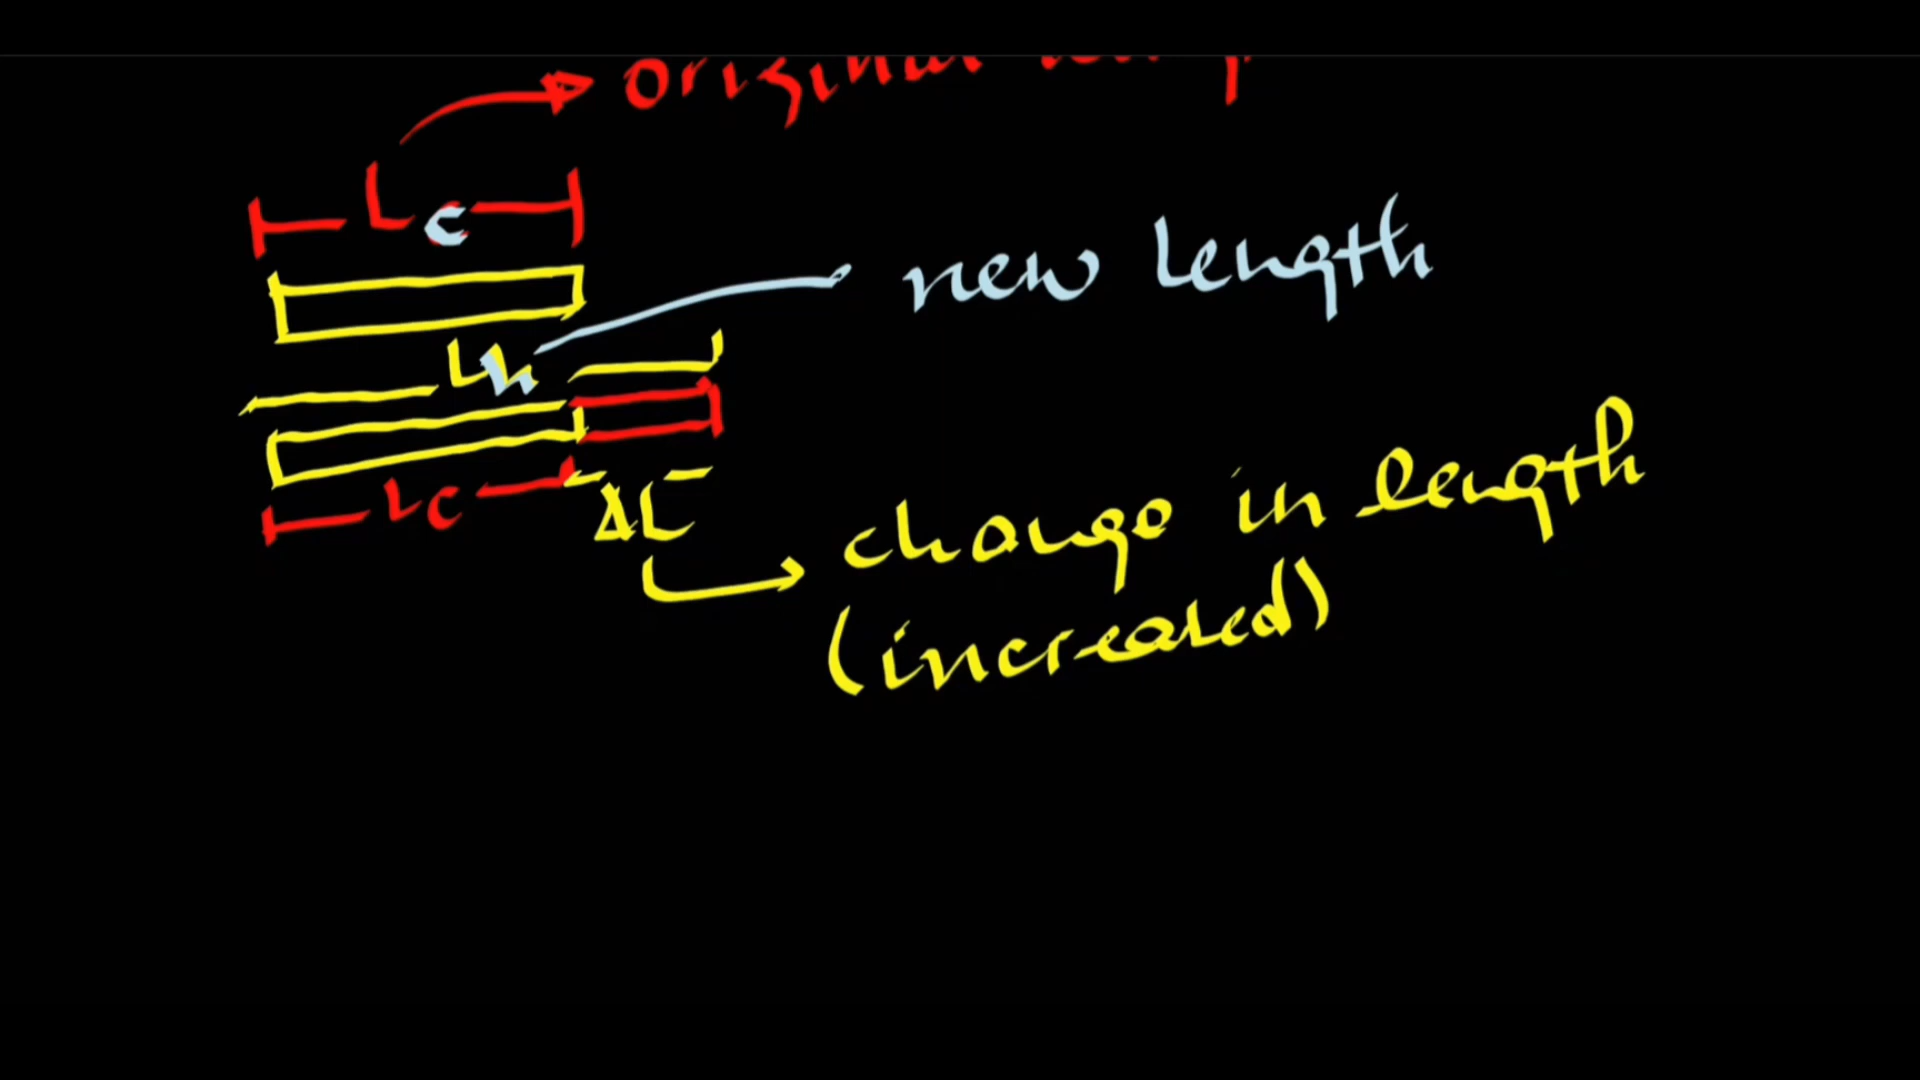 original
Lc
new length
Ln
Lc
ΔL
change in length
(increased)